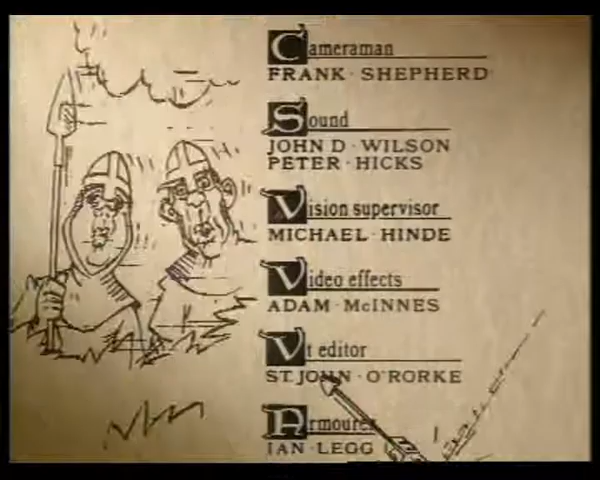 Cameraman
FRANK · SHEPHERD
Sound
JOHN D · WILSON
PETER · HICKS
Vision supervisor
MICHAEL · HINDE
Video effects
ADAM · McINNES
Vt editor
ST. JOHN · O'RORKE
Armourer
IAN · LEGG